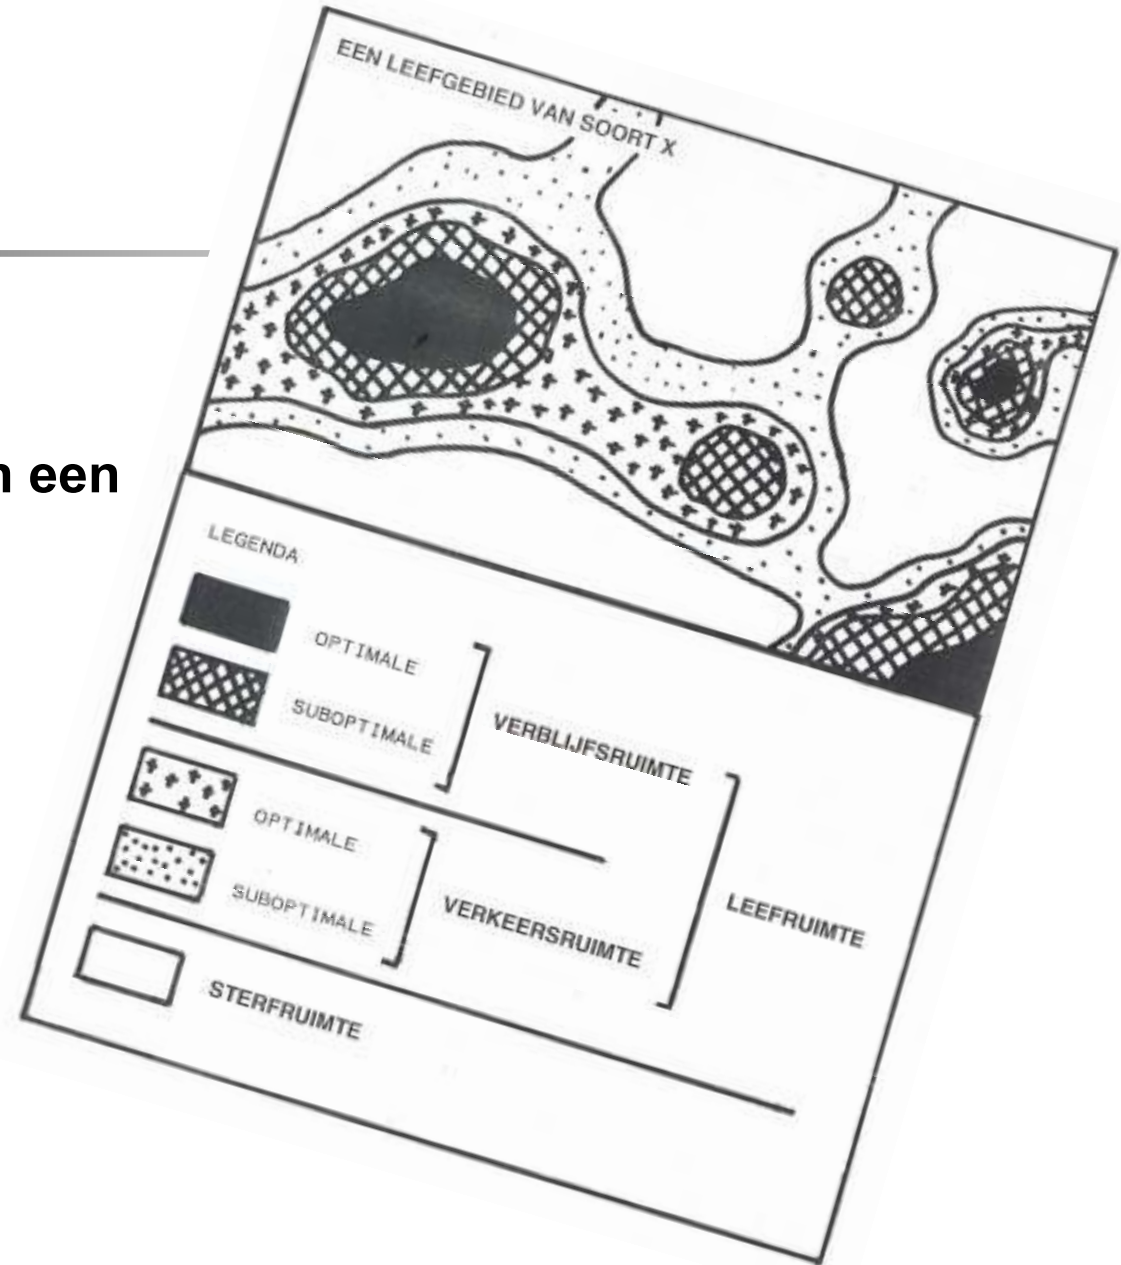 n een
EEN LEEFGEBIED VAN SOORT X
LEGENDA
OPTIMALE
SUBOPTIMALE
VERBLIJFSRUIMTE
OPTIMALE
SUBOPTIMALE
VERKEERSRUIMTE
LEEFRUIMTE
STERFRUIMTE